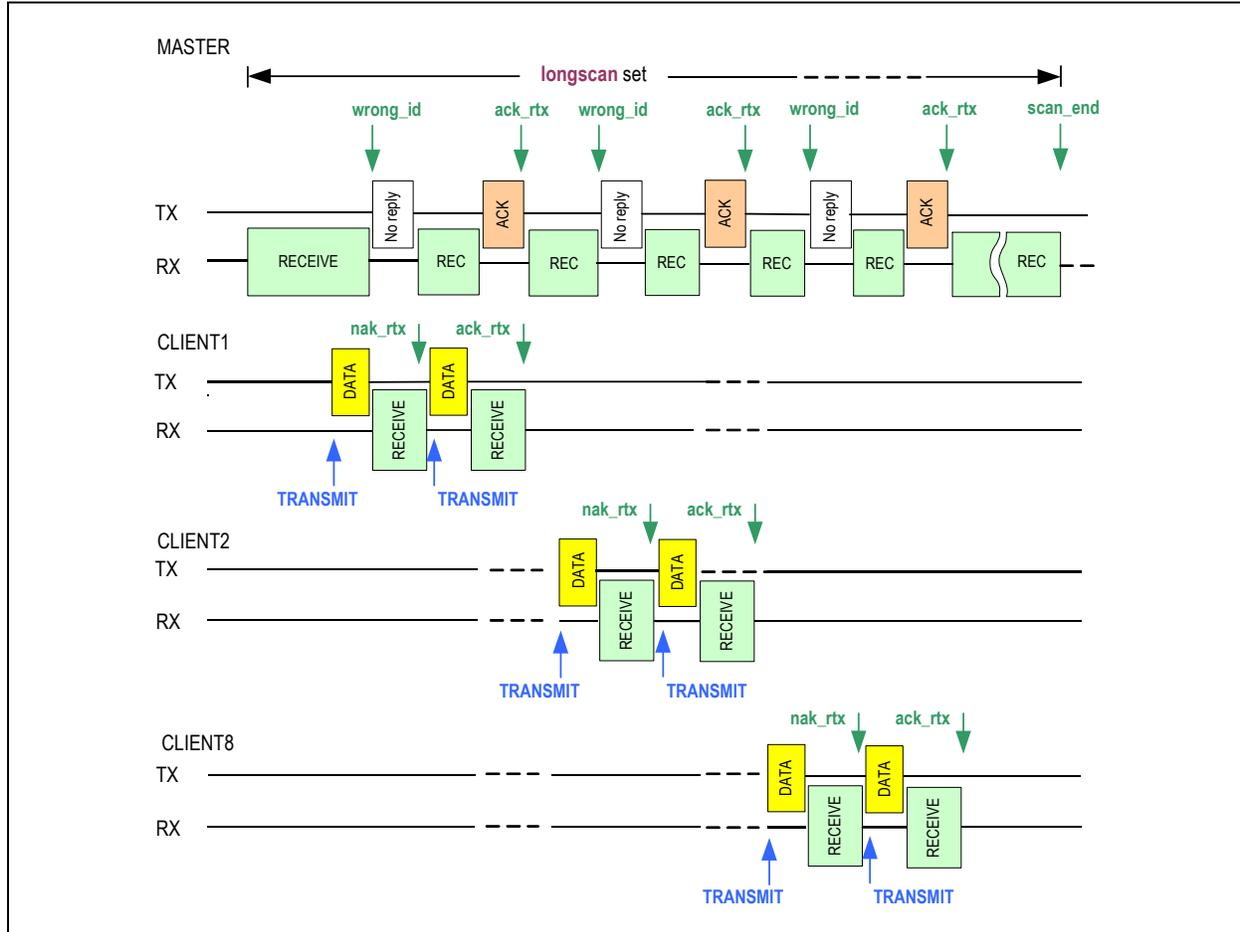 MASTER
longscan set
wrong_id ack_rtx wrong_id ack_rtx wrong_id ack_rtx scan_end
TX No reply ACK No reply ACK No reply ACK
RX RECEIVE REC REC REC REC REC REC
nak_rtx ack_rtx
CLIENT1
TX DATA DATA
RX RECEIVE RECEIVE
TRANSMIT TRANSMIT
nak_rtx ack_rtx
CLIENT2
TX DATA DATA
RX RECEIVE RECEIVE
TRANSMIT TRANSMIT
nak_rtx ack_rtx
CLIENT8
TX DATA DATA
RX RECEIVE RECEIVE
TRANSMIT TRANSMIT